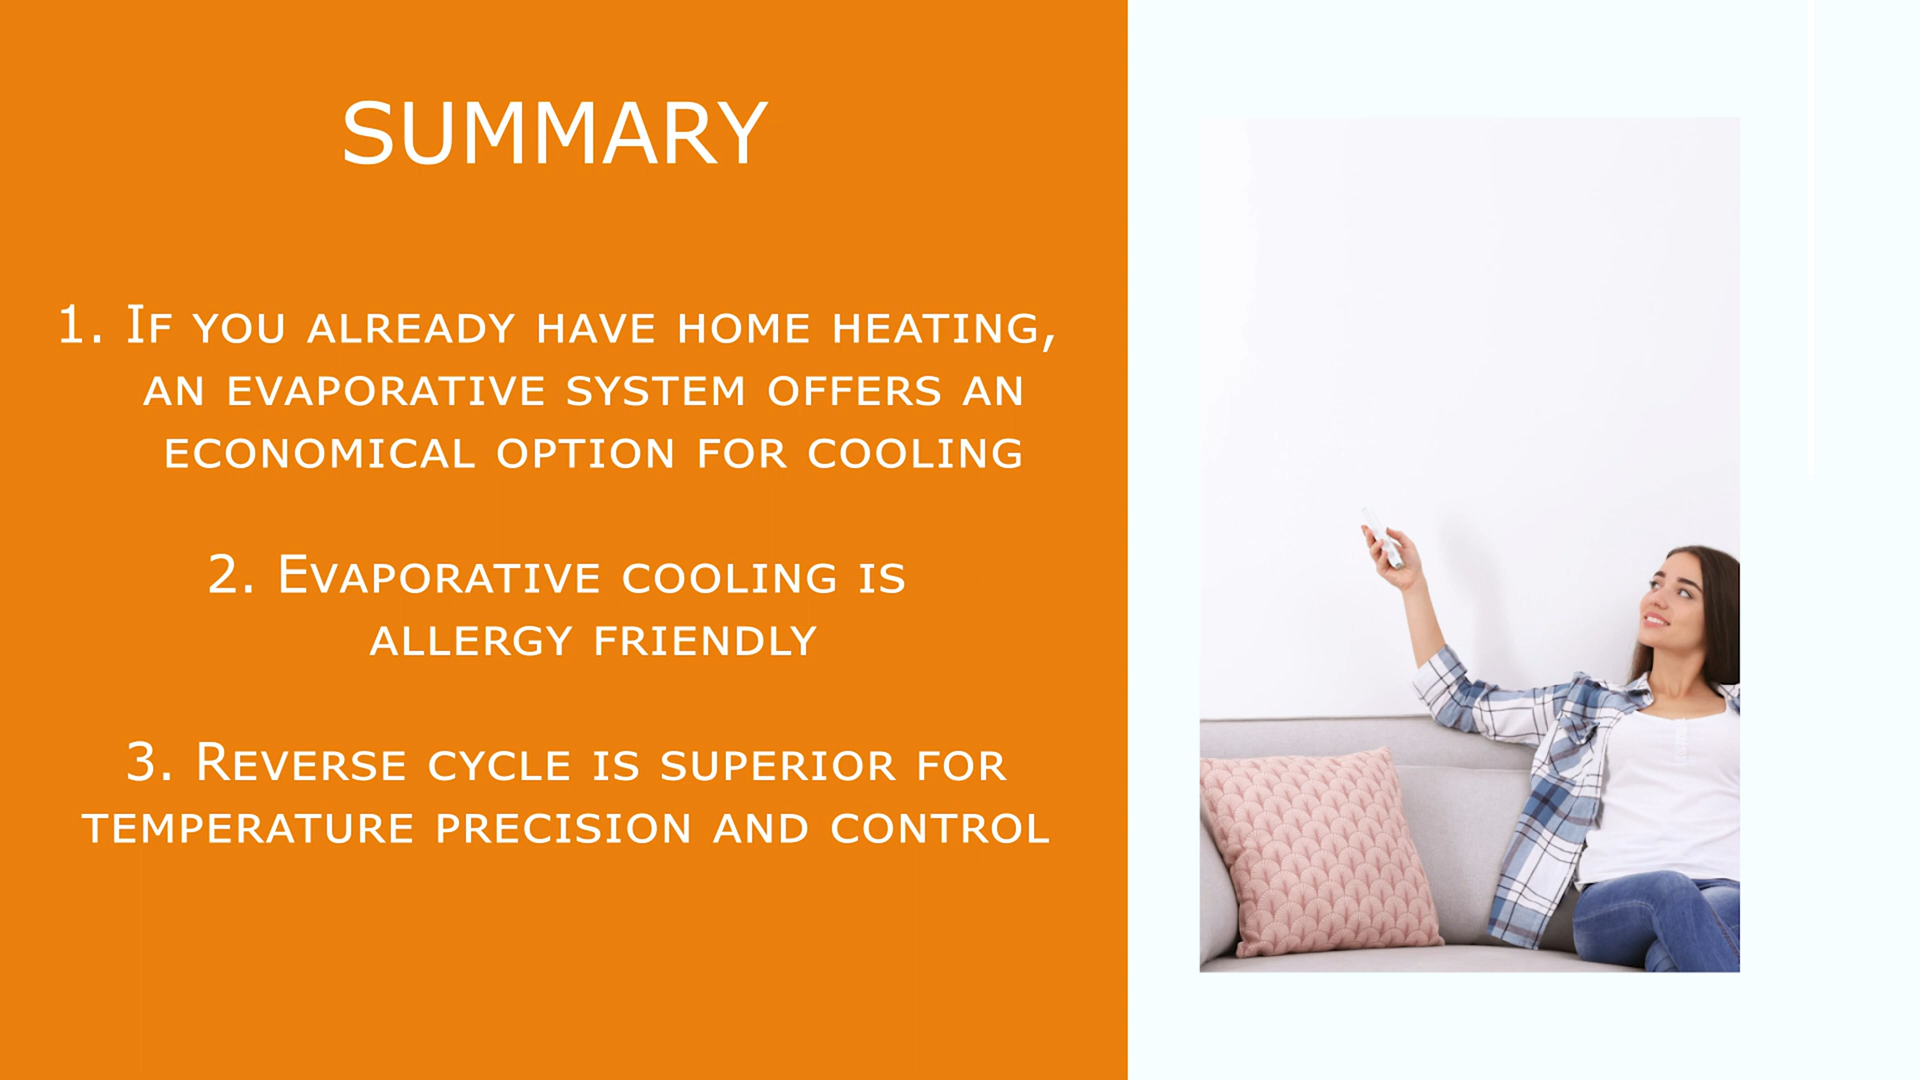 SUMMARY
1. If you already have home heating,
an evaporative system offers an
economical option for cooling
2. Evaporative cooling is
allergy friendly
3. Reverse cycle is superior for
temperature precision and control